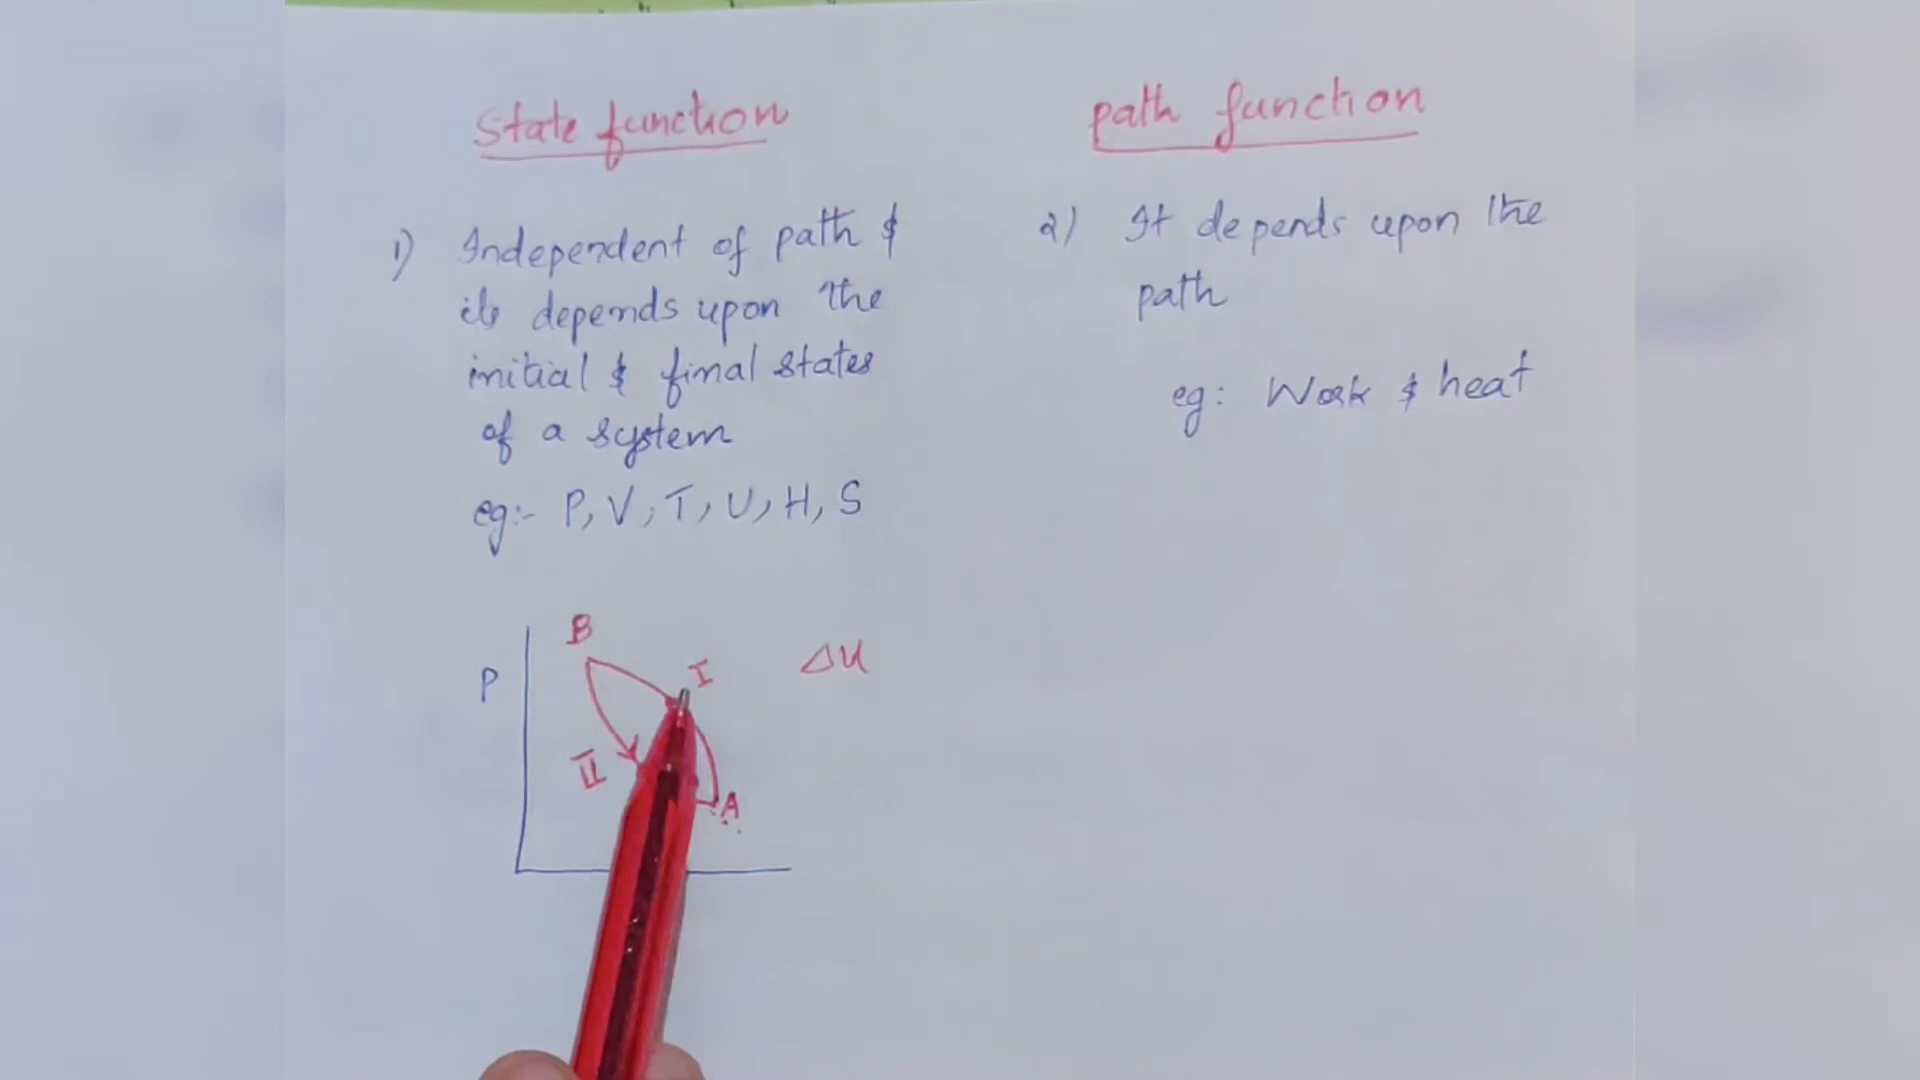 State function
1) Independent of path &
its depends upon the
initial & final states
of a system
eg:- P, V, T, U, H, S
path function
2) It depends upon the
path
eg: Work & heat
B
P
I
ΔU
II
A